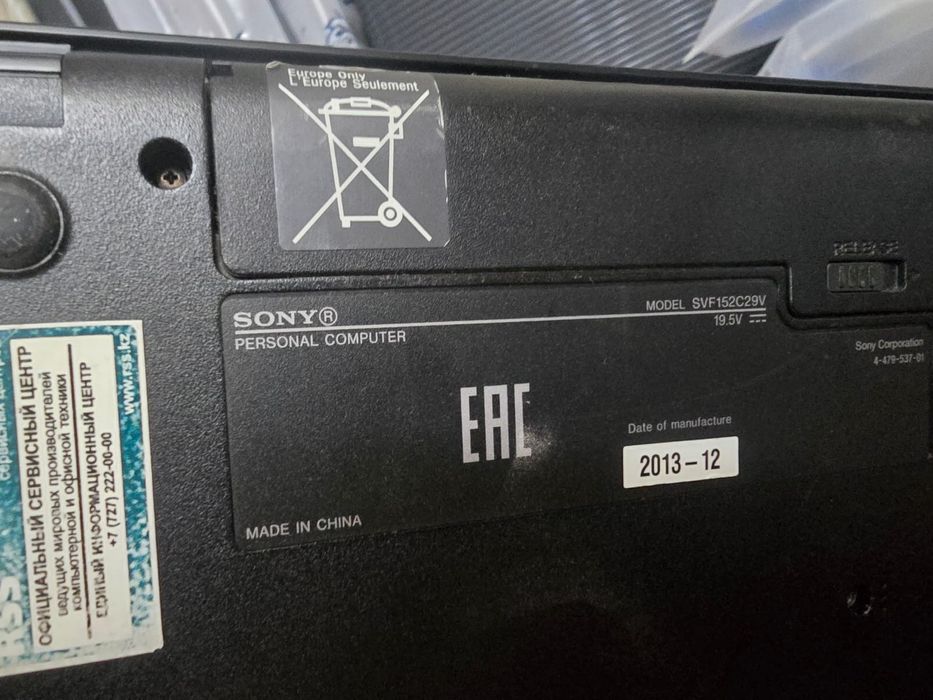 Europe Only
L'Europe Seulement
RELEASE
SONY®
MODEL SVF152C29V
PERSONAL COMPUTER
19.5V
Sony Corporation
4-479-537-01
EAC
Date of manufacture
2013-12
MADE IN CHINA
RSS
ОФИЦИАЛЬНЫЙ СЕРВИСНЫЙ ЦЕНТР
ведущих мировых производителей
компьютерной и офисной техники
ЕДИНЫЙ ИНФОРМАЦИОННЫЙ ЦЕНТР
+7 (727) 222-00-00
www.rss.kz